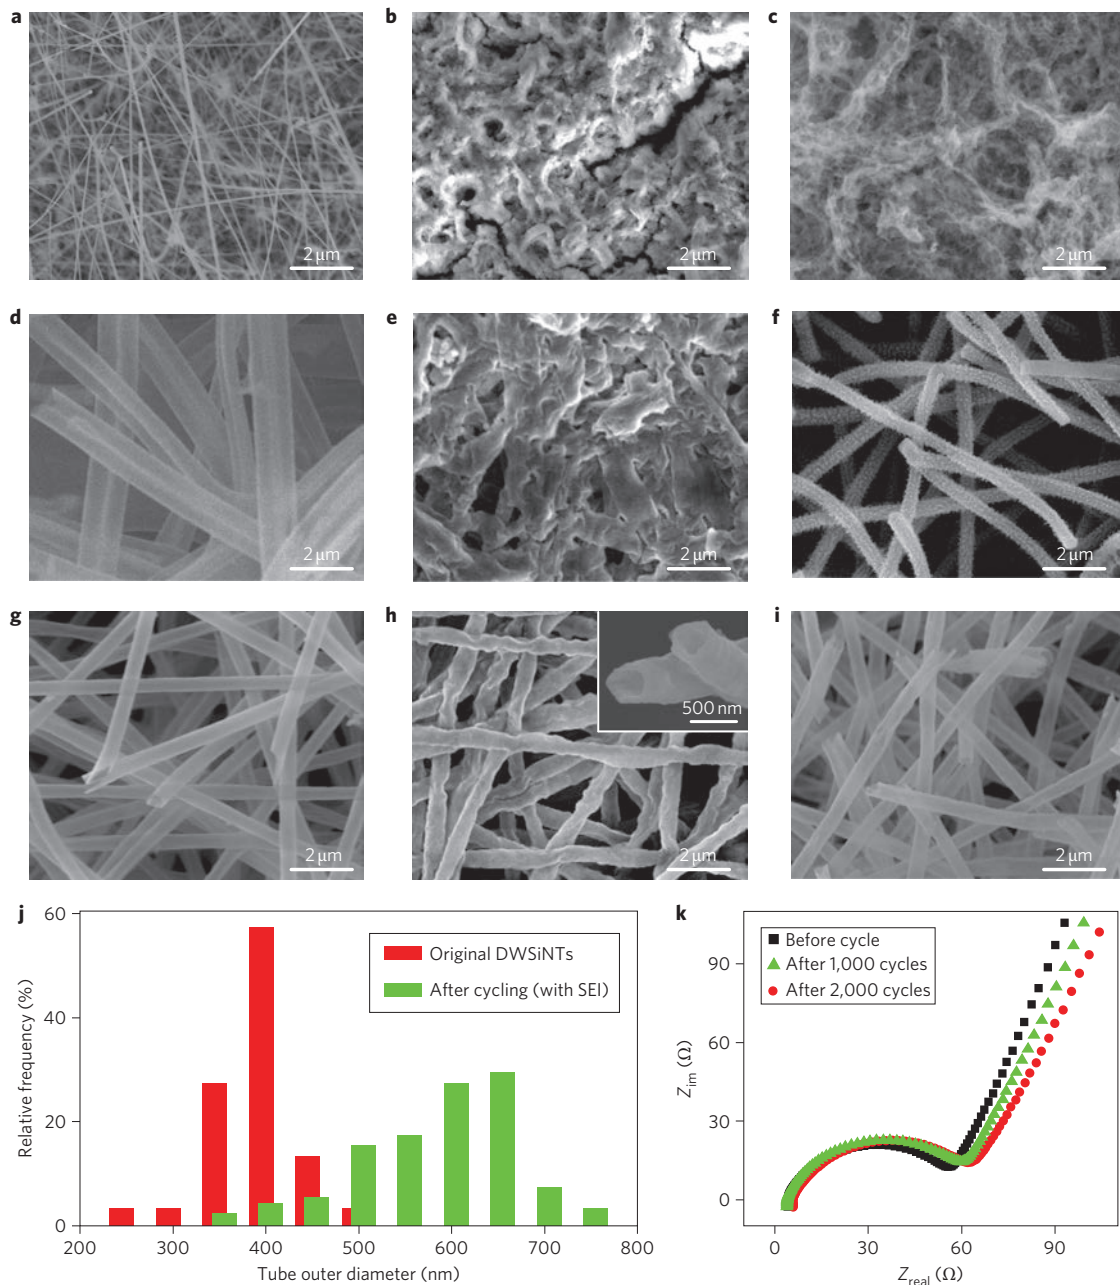 a
b
c
2 μm
2 μm
2 μm
d
e
f
2 μm
2 μm
2 μm
g
h
i
500 nm
2 μm
2 μm
2 μm
j
60
40
20
0
Relative frequency (%)
Original DWSiNTs
After cycling (with SEI)
200 300 400 500 600 700 800
Tube outer diameter (nm)
k
Before cycle
After 1,000 cycles
After 2,000 cycles
90
60
30
0
Zim (Ω)
0 30 60 90
Zreal (Ω)